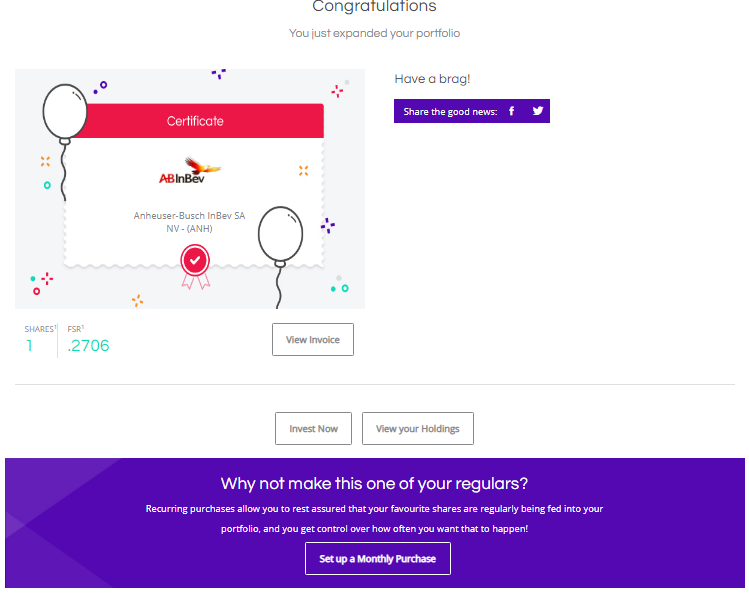 Congratulations
You just expanded your portfolio
Have a brag!
Share the good news:
Certificate
ABInBev
Anheuser-Busch InBev SA
NV - (ANH)
SHARES¹ FSR¹
1 .2706
View Invoice
Invest Now View your Holdings
Why not make this one of your regulars?
Recurring purchases allow you to rest assured that your favourite shares are regularly being fed into your
portfolio, and you get control over how often you want that to happen!
Set up a Monthly Purchase